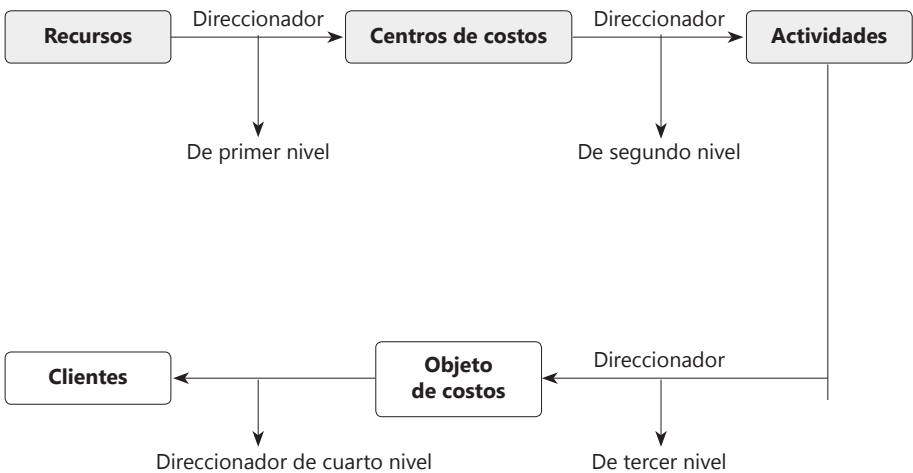 Direccionador
Direccionador
Recursos
Centros de costos
Actividades
De primer nivel
De segundo nivel
Direccionador
Clientes
Objeto
de costos
Direccionador de cuarto nivel
De tercer nivel